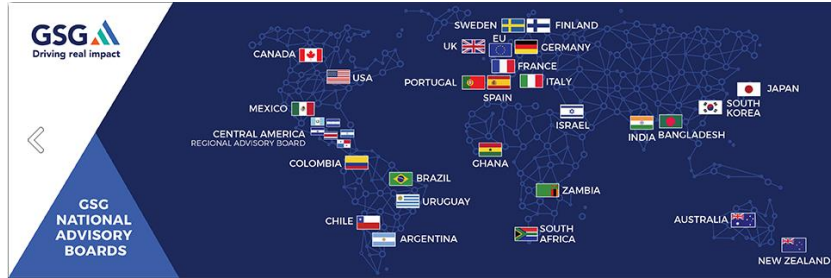 GSG
Driving real impact
GSG
NATIONAL
ADVISORY
BOARDS
CANADA
USA
MEXICO
CENTRAL AMERICA
REGIONAL ADVISORY BOARD
COLOMBIA
BRAZIL
URUGUAY
CHILE
ARGENTINA
SWEDEN
FINLAND
UK
EU
GERMANY
FRANCE
PORTUGAL
SPAIN
ITALY
ISRAEL
GHANA
ZAMBIA
SOUTH
AFRICA
INDIA
BANGLADESH
SOUTH
KOREA
JAPAN
AUSTRALIA
NEW ZEALAND